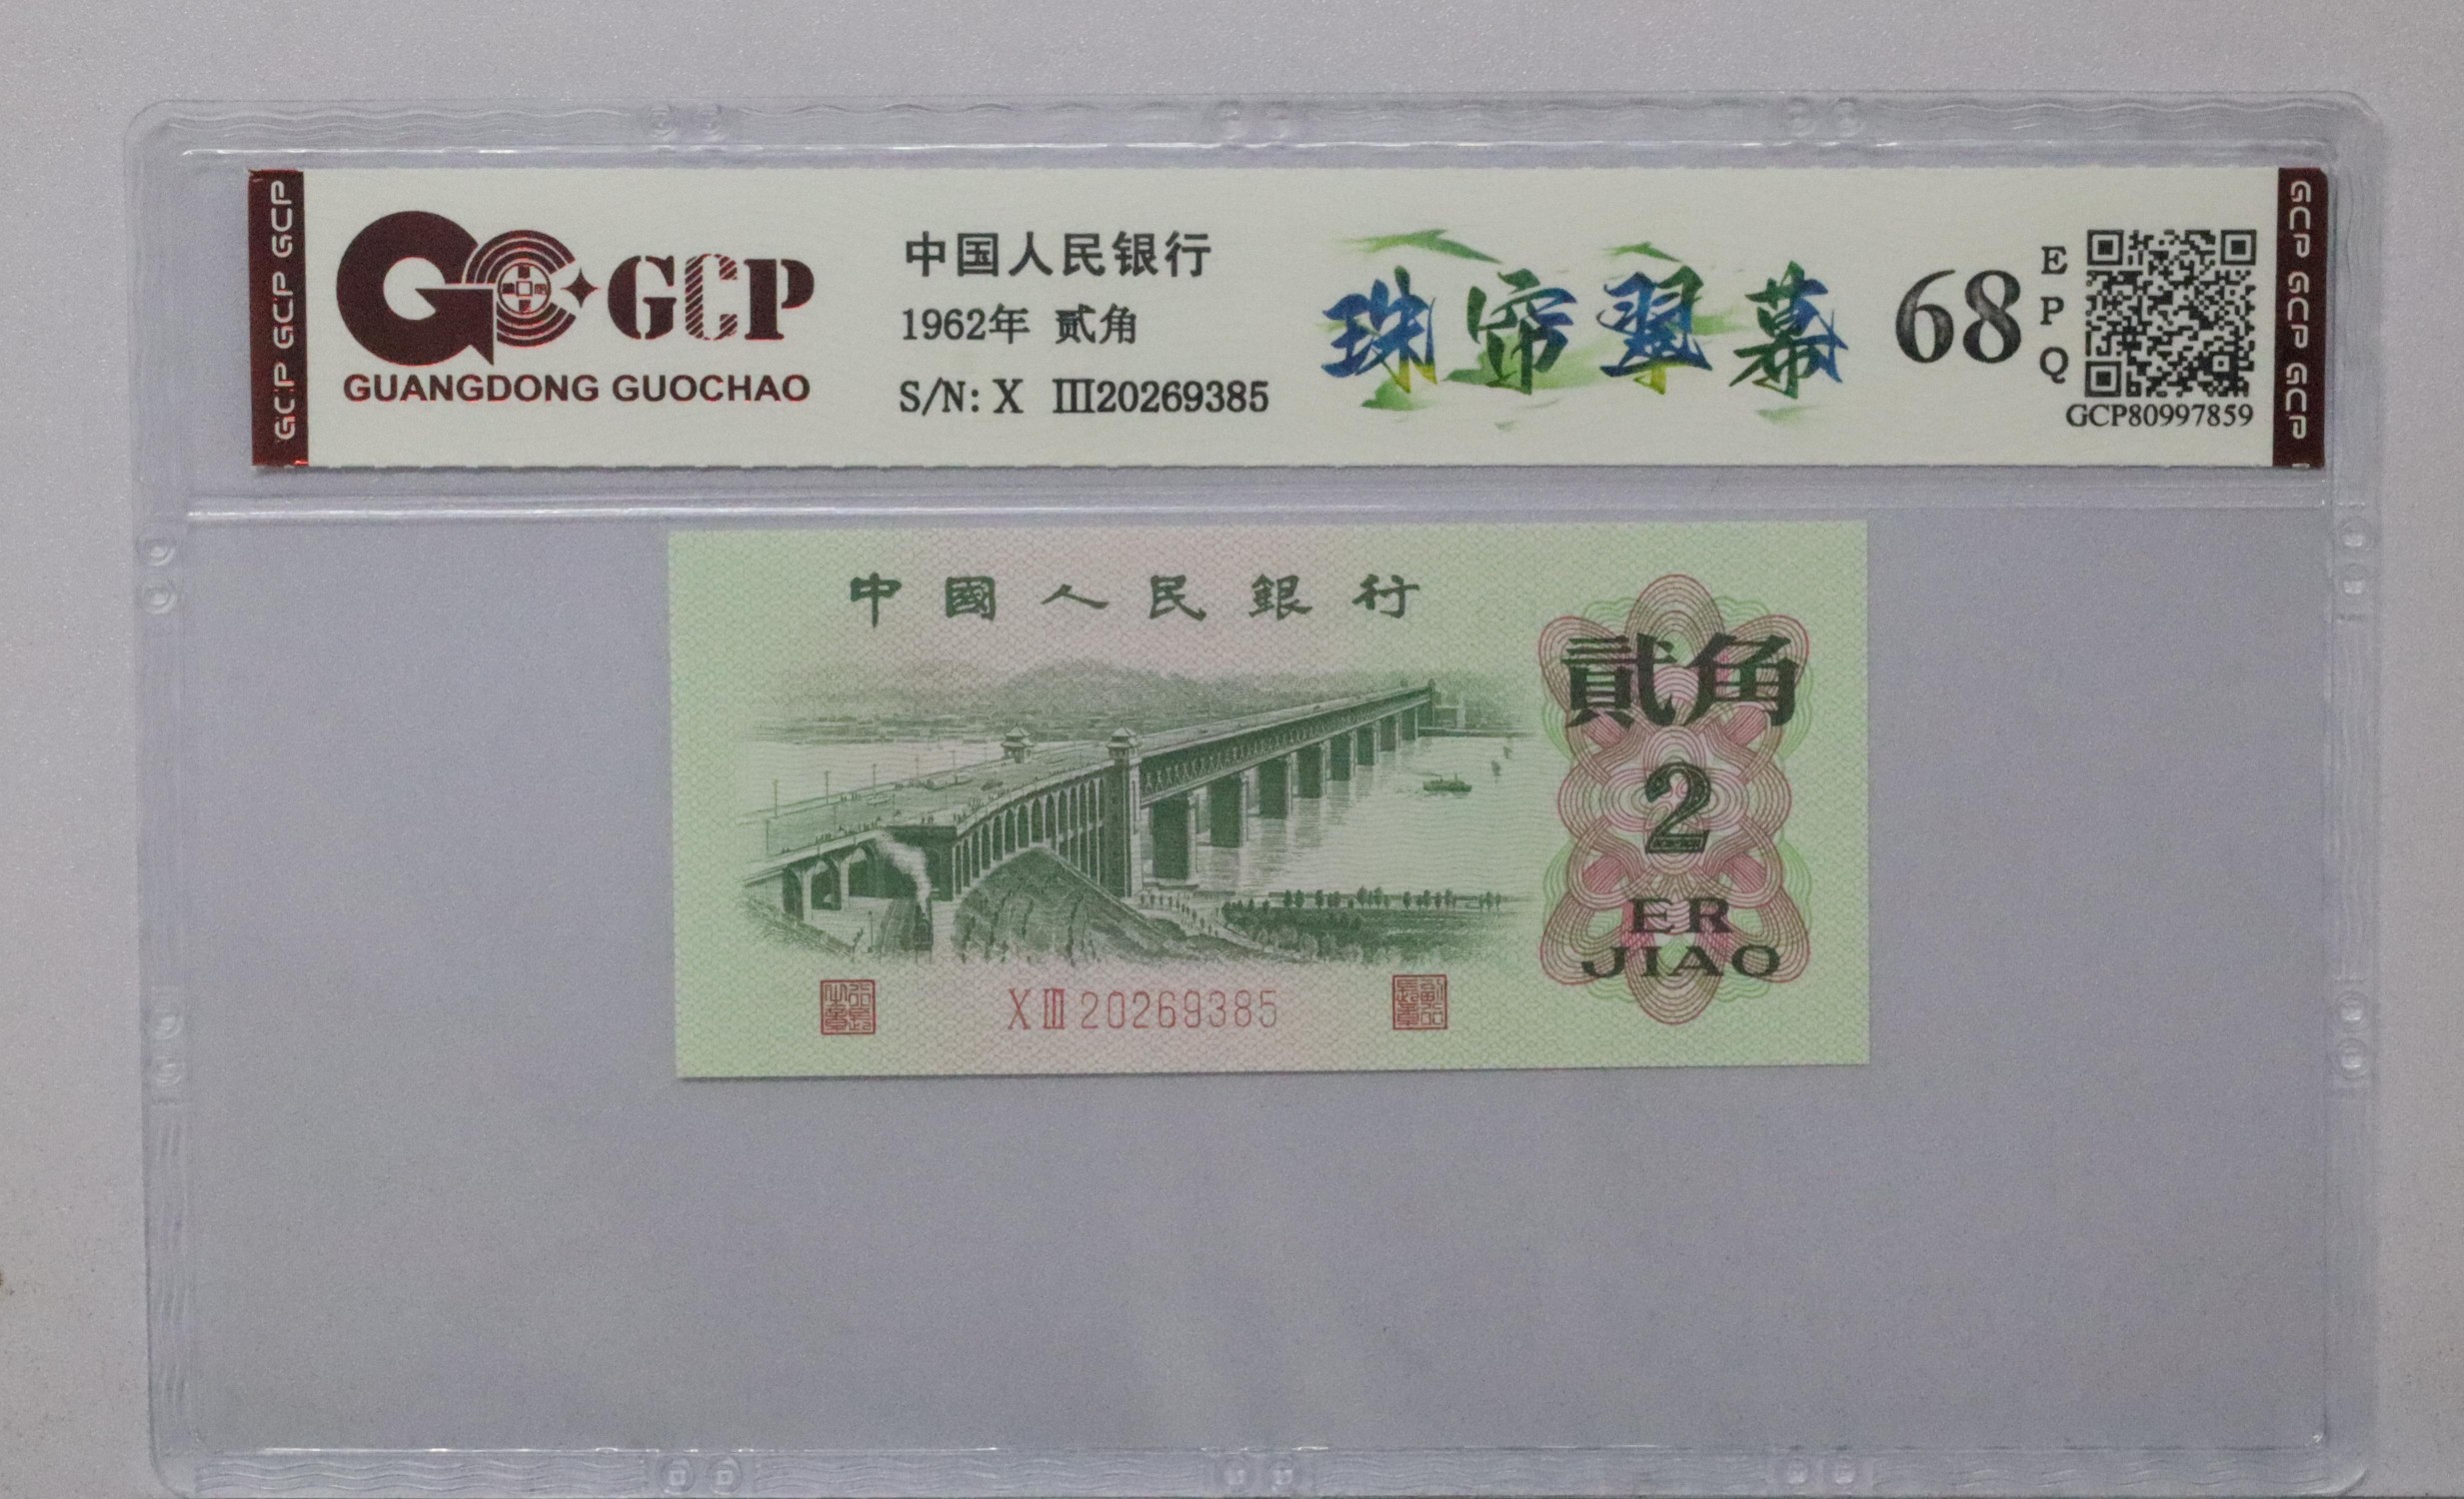 GCP GCP GCP
GCP
GUANGDONG GUOCHAO
中国人民银行
1962年 贰角
S/N: X Ⅲ20269385
珠帘翠幕
68
EPQ
GCP80997859
GCP GCP GCP
中國人民銀行
貳角
2
ER
JIAO
XⅢ20269385